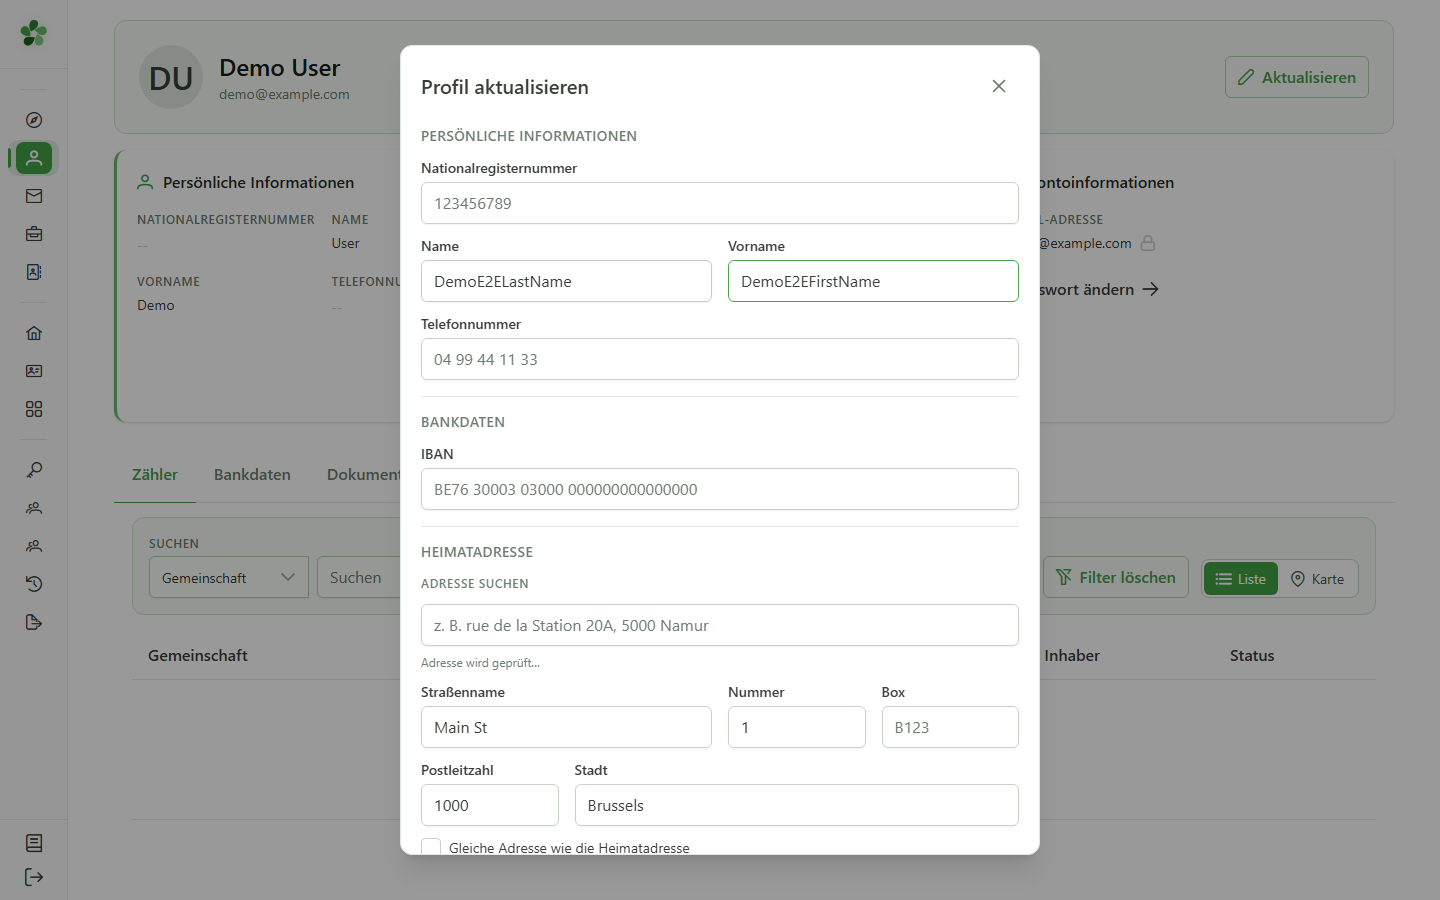 DU
Demo User
demo@example.com
Aktualisieren
Persönliche Informationen
NATIONALREGISTERNUMMER
--
NAME
User
VORNAME
Demo
TELEFONNU
--
ontoinformationen
L-ADRESSE
@example.com
swort ändern
Zähler
Bankdaten
Dokument
SUCHEN
Gemeinschaft
Suchen
Filter löschen
Liste
Karte
Gemeinschaft
Inhaber
Status
Profil aktualisieren
PERSÖNLICHE INFORMATIONEN
Nationalregisternummer
123456789
Name
DemoE2ELastName
Vorname
DemoE2EFirstName
Telefonnummer
04 99 44 11 33
BANKDATEN
IBAN
BE76 30003 03000 000000000000000
HEIMATADRESSE
ADRESSE SUCHEN
z. B. rue de la Station 20A, 5000 Namur
Adresse wird geprüft...
Straßenname
Main St
Nummer
1
Box
B123
Postleitzahl
1000
Stadt
Brussels
Gleiche Adresse wie die Heimatadresse